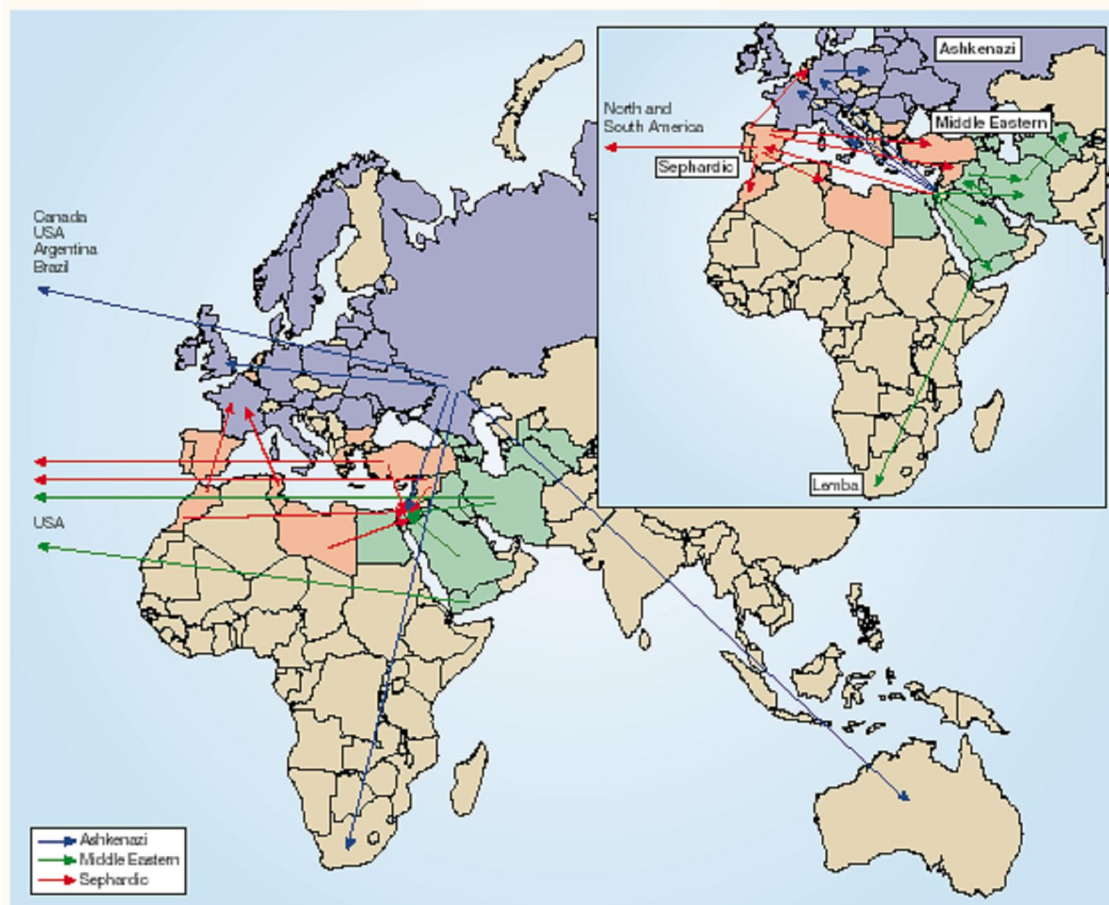 Ashkenazi
North and
South America
Middle Eastern
Sephardic
Canada
USA
Argentina
Brazil
Lemba
USA
Ashkenazi
Middle Eastern
Sephardic